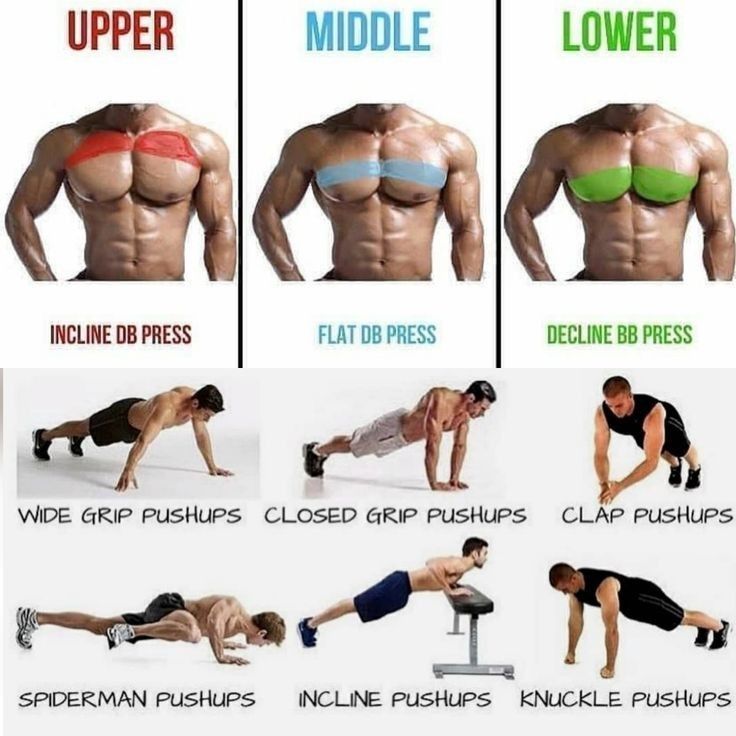 UPPER
MIDDLE
LOWER
INCLINE DB PRESS
FLAT DB PRESS
DECLINE BB PRESS
WIDE GRIP PUSHUPS
CLOSED GRIP PUSHUPS
CLAP PUSHUPS
SPIDERMAN PUSHUPS
INCLINE PUSHUPS
KNUCKLE PUSHUPS